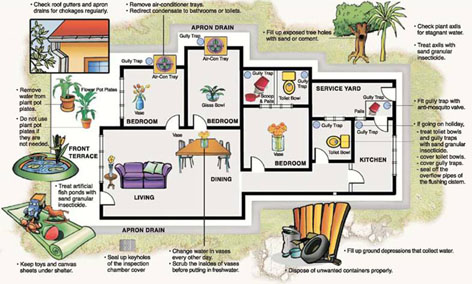 • Check roof gutters and apron
drains for chokages regularly.
• Remove air-conditioner trays.
• Redirect condensate to bathrooms or toilets.
APRON DRAIN
• Fill up exposed tree holes
with sand or cement.
• Check plant axils
for stagnant water.
• Treat axils with
sand granular
insecticide.
Gully Trap
Air-Con Tray
Gully Trap
Air-Con Tray
Gully Trap
Gully Trap
Scoop
& Pails
Toilet Bowl
SERVICE YARD
Gully Trap
Pails
• Fit gully trap with
anti-mosquito valve.
• Remove
water from
plant pot
plates.
• Do not use
plant pot
plates if
they are
not needed.
Flower Pot Plates
Vase
BEDROOM
Glass Bowl
BEDROOM
Vase
Vase
BEDROOM
Gully Trap
Gully Trap
Toilet Bowl
KITCHEN
• If going on holiday,
• treat toilet bowls
and gully traps
with sand granular
insecticide.
• cover toilet bowls.
• cover gully traps.
• seal off the
overflow pipes of
the flushing cistern.
FRONT
TERRACE
• Treat artificial
fish ponds with
sand granular
insecticide.
LIVING
DINING
APRON DRAIN
• Keep toys and canvas
sheets under shelter.
• Seal up keyholes
of the inspection
chamber cover
• Change water in vases
every other day.
• Scrub the insides of vases
before putting in freshwater.
• Fill up ground depressions that collect water.
• Dispose of unwanted containers properly.